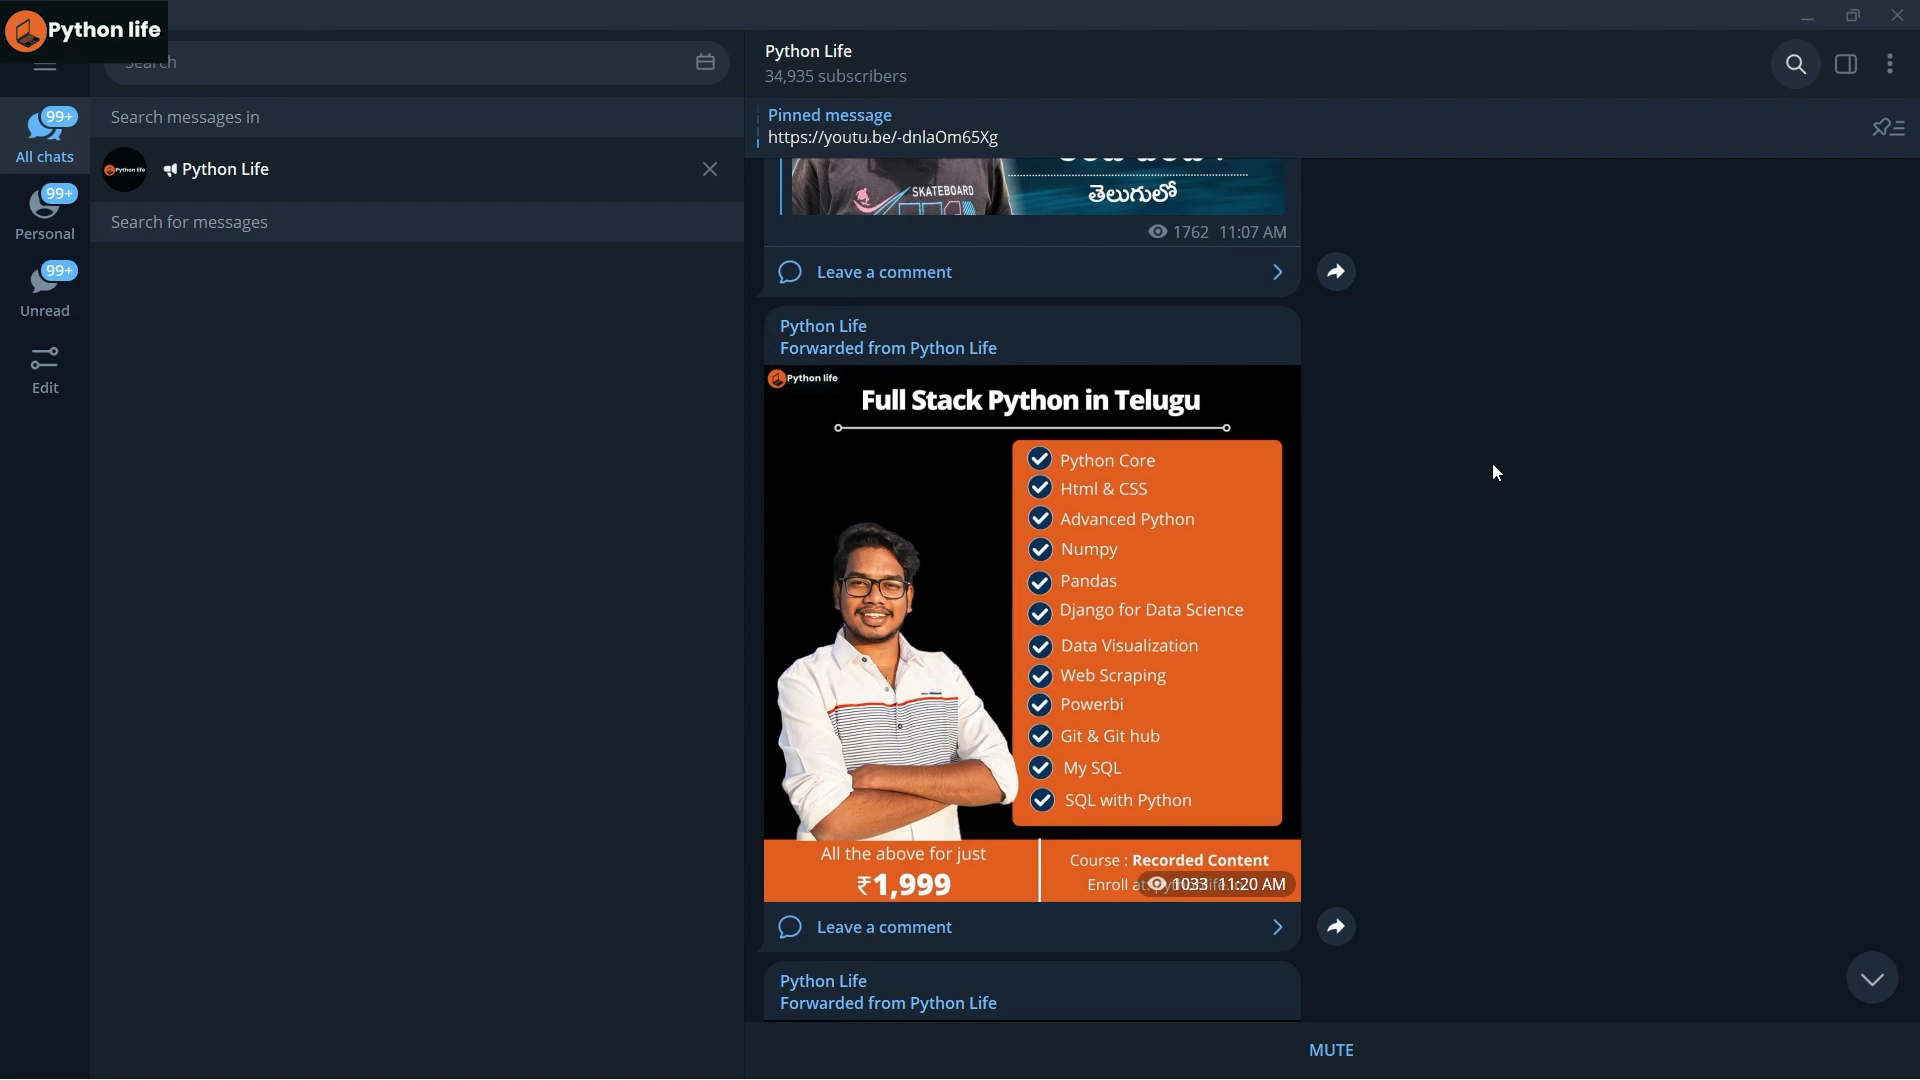 Python life
Search
Search messages in
Python Life
Search for messages
99+
All chats
99+
Personal
99+
Unread
Edit
Python Life
34,935 subscribers
Pinned message
https://youtu.be/-dnlaOm65Xg
SKATEBOARD
తెలుగులో
1762 11:07 AM
Leave a comment
Python Life
Forwarded from Python Life
Python life
Full Stack Python in Telugu
Python Core
Html & CSS
Advanced Python
Numpy
Pandas
Django for Data Science
Data Visualization
Web Scraping
Powerbi
Git & Git hub
My SQL
SQL with Python
All the above for just
₹1,999
Course : Recorded Content
Enroll at
1033 11:20 AM
Leave a comment
Python Life
Forwarded from Python Life
MUTE